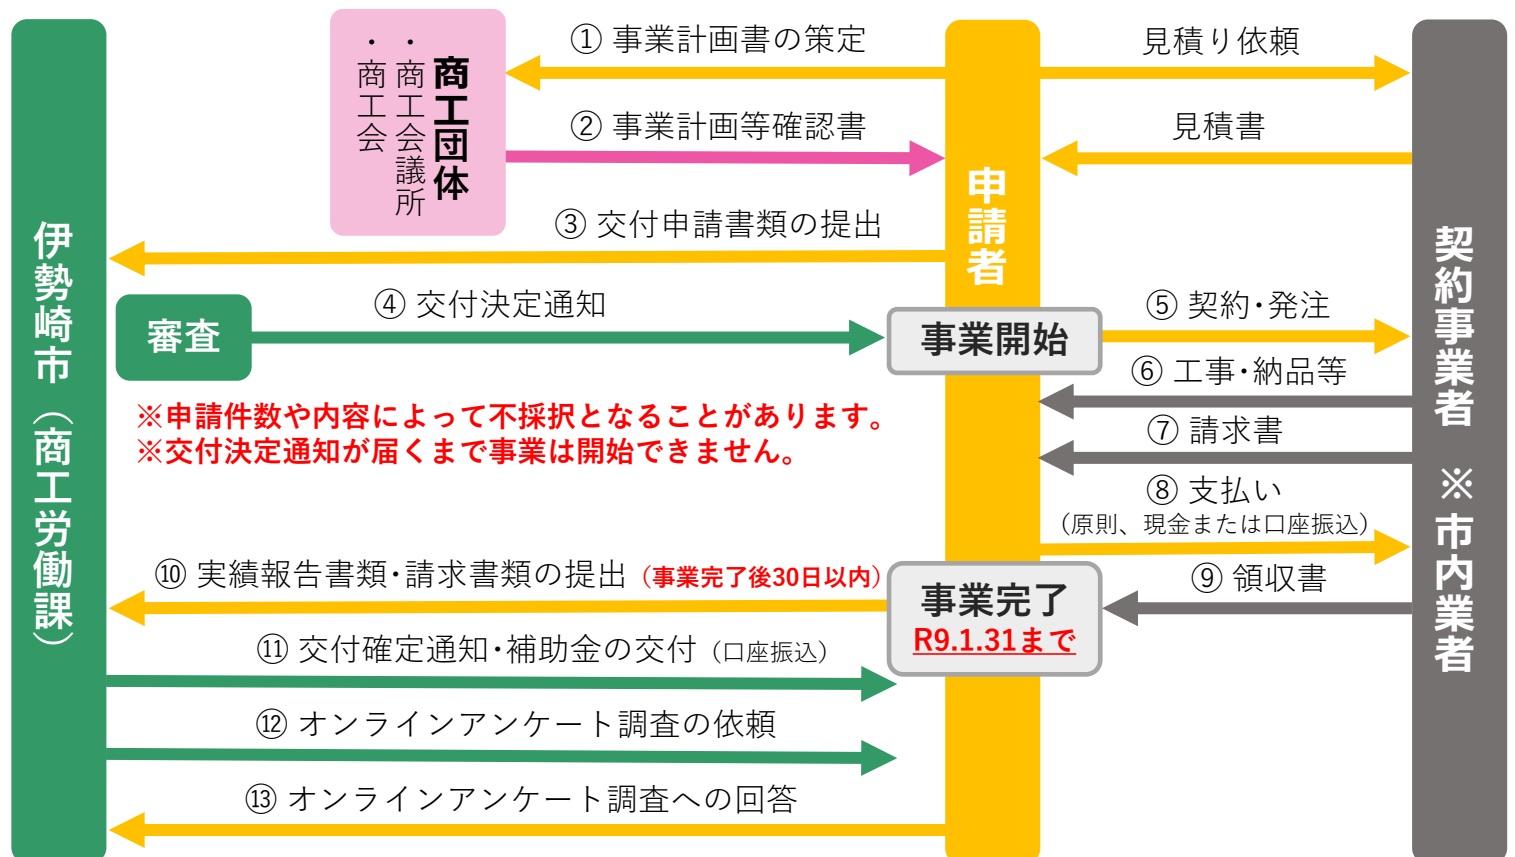 伊勢崎市（商工労働課）
商工団体
・商工会議所
・商工会
申請者
契約事業者 ※市内業者
① 事業計画書の策定
見積り依頼
② 事業計画等確認書
見積書
③ 交付申請書類の提出
審査
④ 交付決定通知
事業開始
⑤ 契約･発注
⑥ 工事･納品等
※申請件数や内容によって不採択となることがあります。
※交付決定通知が届くまで事業は開始できません。
⑦ 請求書
⑧ 支払い
（原則、現金または口座振込）
⑩ 実績報告書類･請求書類の提出（事業完了後30日以内）
事業完了
R9.1.31まで
⑨ 領収書
⑪ 交付確定通知･補助金の交付（口座振込）
⑫ オンラインアンケート調査の依頼
⑬ オンラインアンケート調査への回答